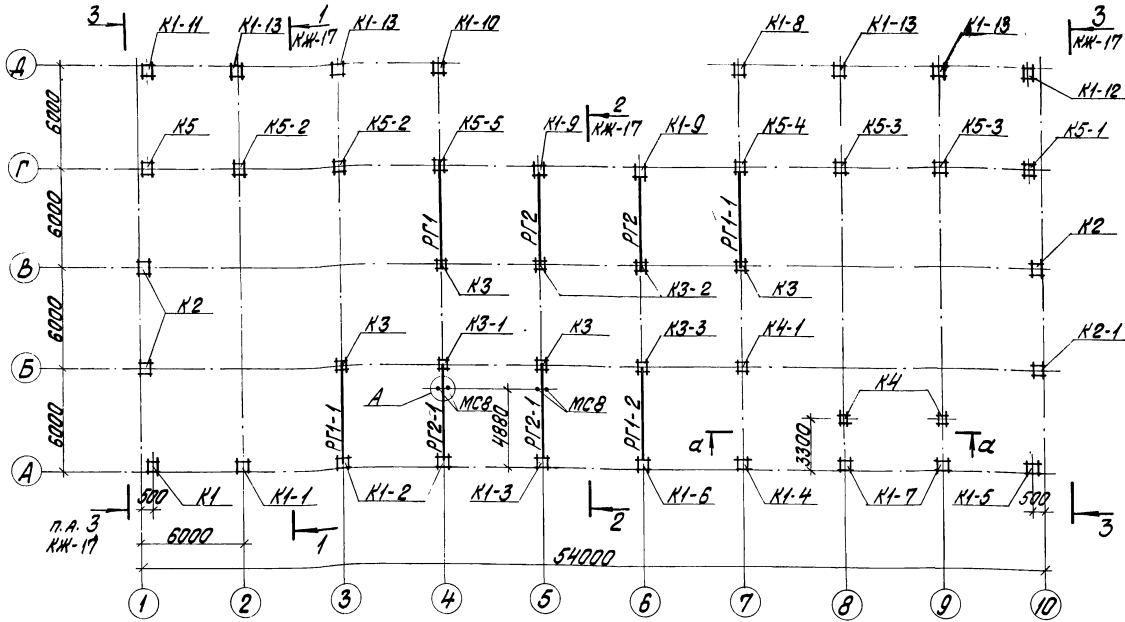 3
К1-11
К1-13
1
КЖ-17
К1-13
К1-10
К1-8
К1-13
К1-13
3
КЖ-17
Д
К1-12
6000
К5
К5-2
К5-2
К5-5
К1-9
2
КЖ-17
К1-9
К5-4
К5-3
К5-3
К5-1
Г
6000
РГ1
РГ2
РГ2
РГ1-1
К2
В
К3
К3-2
К3
К2
6000
К3
К3-1
К3
К3-3
К4-1
К2-1
Б
А
МС8
МС8
К4
6000
РГ1-1
РГ2-1
4880
РГ2-1
РГ1-2
а
3300
а
А
500
К1
К1-1
К1-2
К1-3
К1-6
К1-4
К1-7
К1-5
500
п.А. 3
КЖ-17
6000
1
2
3
54000
1
2
3
4
5
6
7
8
9
10